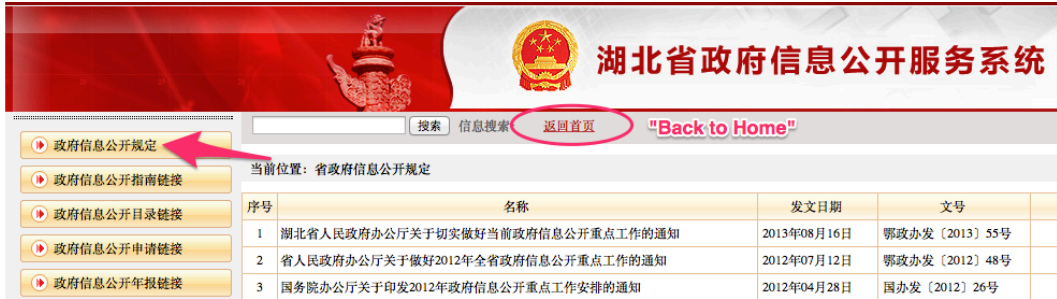 湖北省政府信息公开服务系统
搜索 信息搜索 返回首页 "Back to Home"
政府信息公开规定
政府信息公开指南链接
政府信息公开目录链接
政府信息公开申请链接
政府信息公开年报链接
当前位置：省政府信息公开规定
序号 名称 发文日期 文号
1 湖北省人民政府办公厅关于切实做好当前政府信息公开重点工作的通知 2013年08月16日 鄂政办发〔2013〕55号
2 省人民政府办公厅关于做好2012年全省政府信息公开重点工作的通知 2012年07月12日 鄂政办发〔2012〕48号
3 国务院办公厅关于印发2012年政府信息公开重点工作安排的通知 2012年04月28日 国办发〔2012〕26号